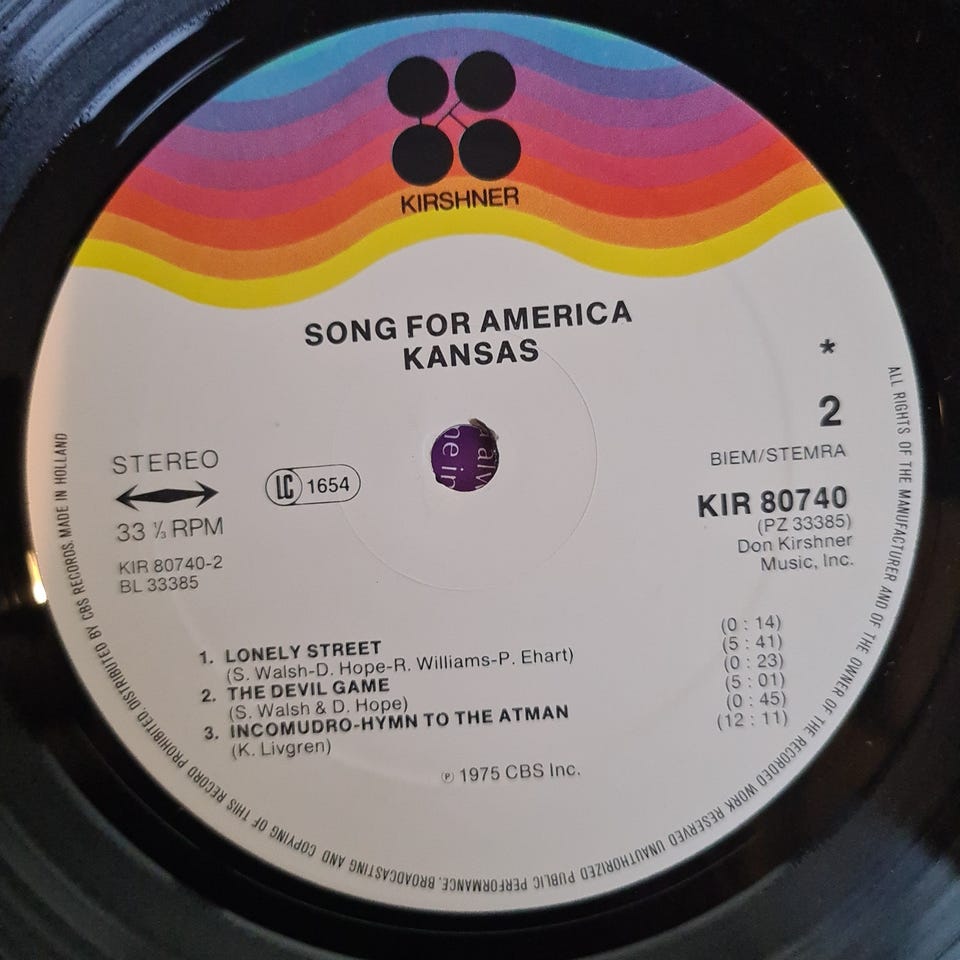 KIRSHNER
SONG FOR AMERICA
KANSAS
*
2
BIEM/STEMRA
KIR 80740
(PZ 33385)
Don Kirshner
Music, Inc.
STEREO
33 ⅓ RPM
KIR 80740-2
BL 33385
LC 1654
1. LONELY STREET (0 : 14)
(S. Walsh-D. Hope-R. Williams-P. Ehart) (5 : 41)
2. THE DEVIL GAME (0 : 23)
(S. Walsh & D. Hope) (5 : 01)
3. INCOMUDRO-HYMN TO THE ATMAN (0 : 45)
(K. Livgren) (12 : 11)
℗ 1975 CBS Inc.
ALL RIGHTS OF THE MANUFACTURER AND OF THE OWNER OF THE RECORDED WORK RESERVED UNAUTHORIZED PUBLIC PERFORMANCE. BROADCASTING AND COPYING OF THIS RECORD PROHIBITED. DISTRIBUTED BY CBS RECORDS. MADE IN HOLLAND